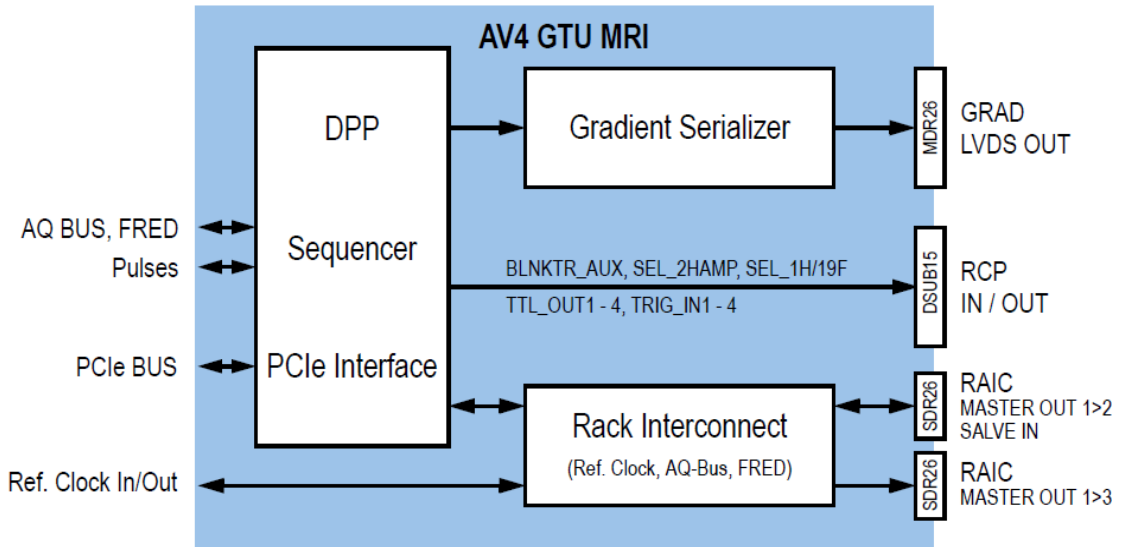 AV4 GTU MRI
DPP
Sequencer
PCIe Interface
Gradient Serializer
MDR26
GRAD
LVDS OUT
AQ BUS, FRED
Pulses
PCIe BUS
Ref. Clock In/Out
BLNKTR_AUX, SEL_2HAMP, SEL_1H/19F
TTL_OUT1 - 4, TRIG_IN1 - 4
DSUB15
RCP
IN / OUT
Rack Interconnect
(Ref. Clock, AQ-Bus, FRED)
SDR26
RAIC
MASTER OUT 1>2
SALVE IN
SDR26
RAIC
MASTER OUT 1>3